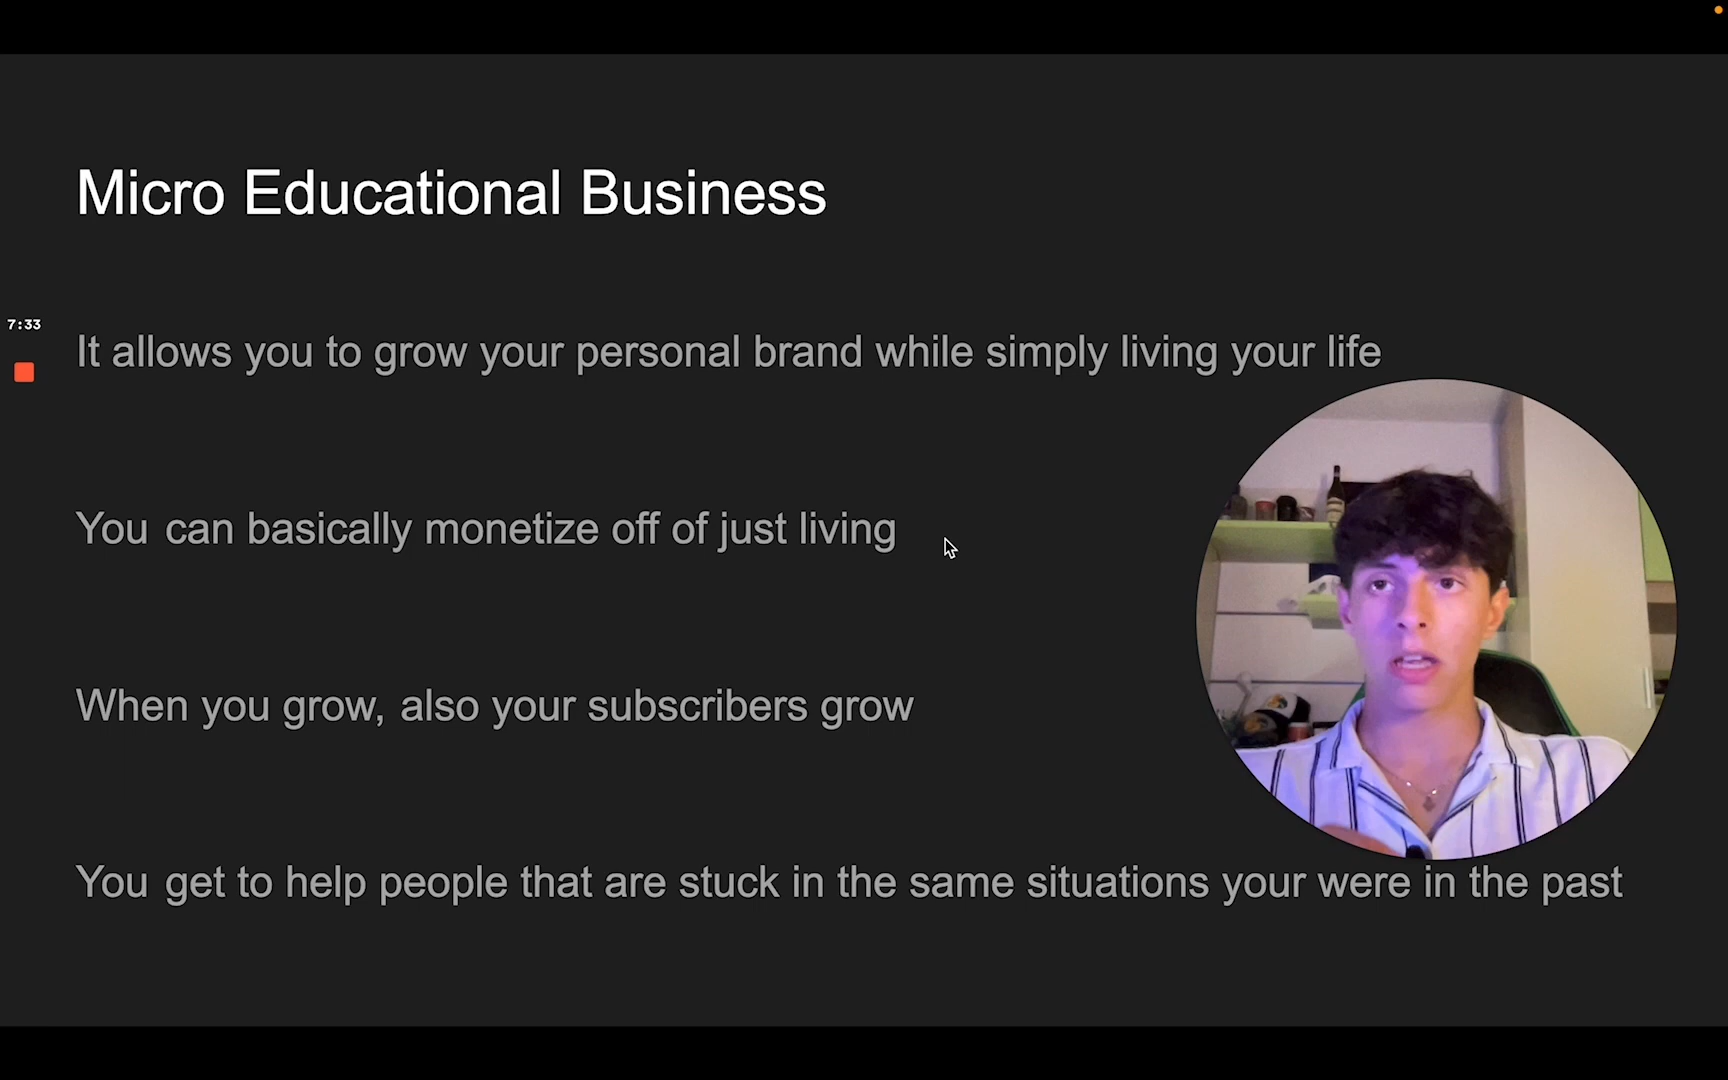 Micro Educational Business
7:33
It allows you to grow your personal brand while simply living your life
You can basically monetize off of just living
When you grow, also your subscribers grow
You get to help people that are stuck in the same situations your were in the past